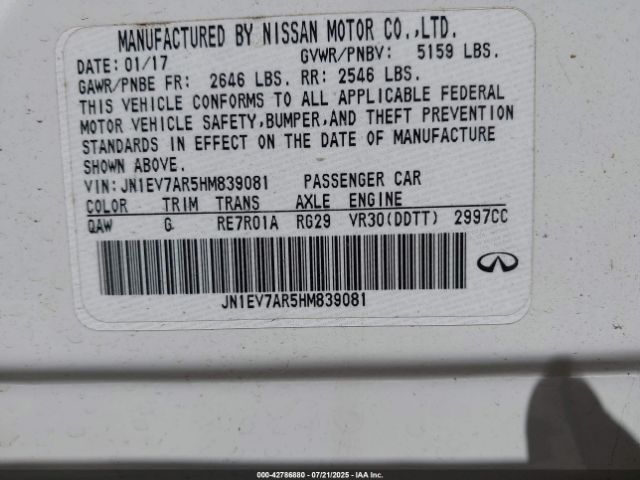 MANUFACTURED BY NISSAN MOTOR CO.,LTD.
DATE: 01/17 GVWR/PNBV: 5159 LBS.
GAWR/PNBE FR: 2646 LBS. RR: 2546 LBS.
THIS VEHICLE CONFORMS TO ALL APPLICABLE FEDERAL
MOTOR VEHICLE SAFETY,BUMPER,AND THEFT PREVENTION
STANDARDS IN EFFECT ON THE DATE OF MANUFACTURE
SHOWN ABOVE.
VIN:JN1EV7AR5HM839081 PASSENGER CAR
COLOR TRIM TRANS AXLE ENGINE
QAW G RE7R01A RG29 VR30(DDTT) 2997CC
JN1EV7AR5HM839081
000-42786880 - 07/21/2025 - IAAI.com